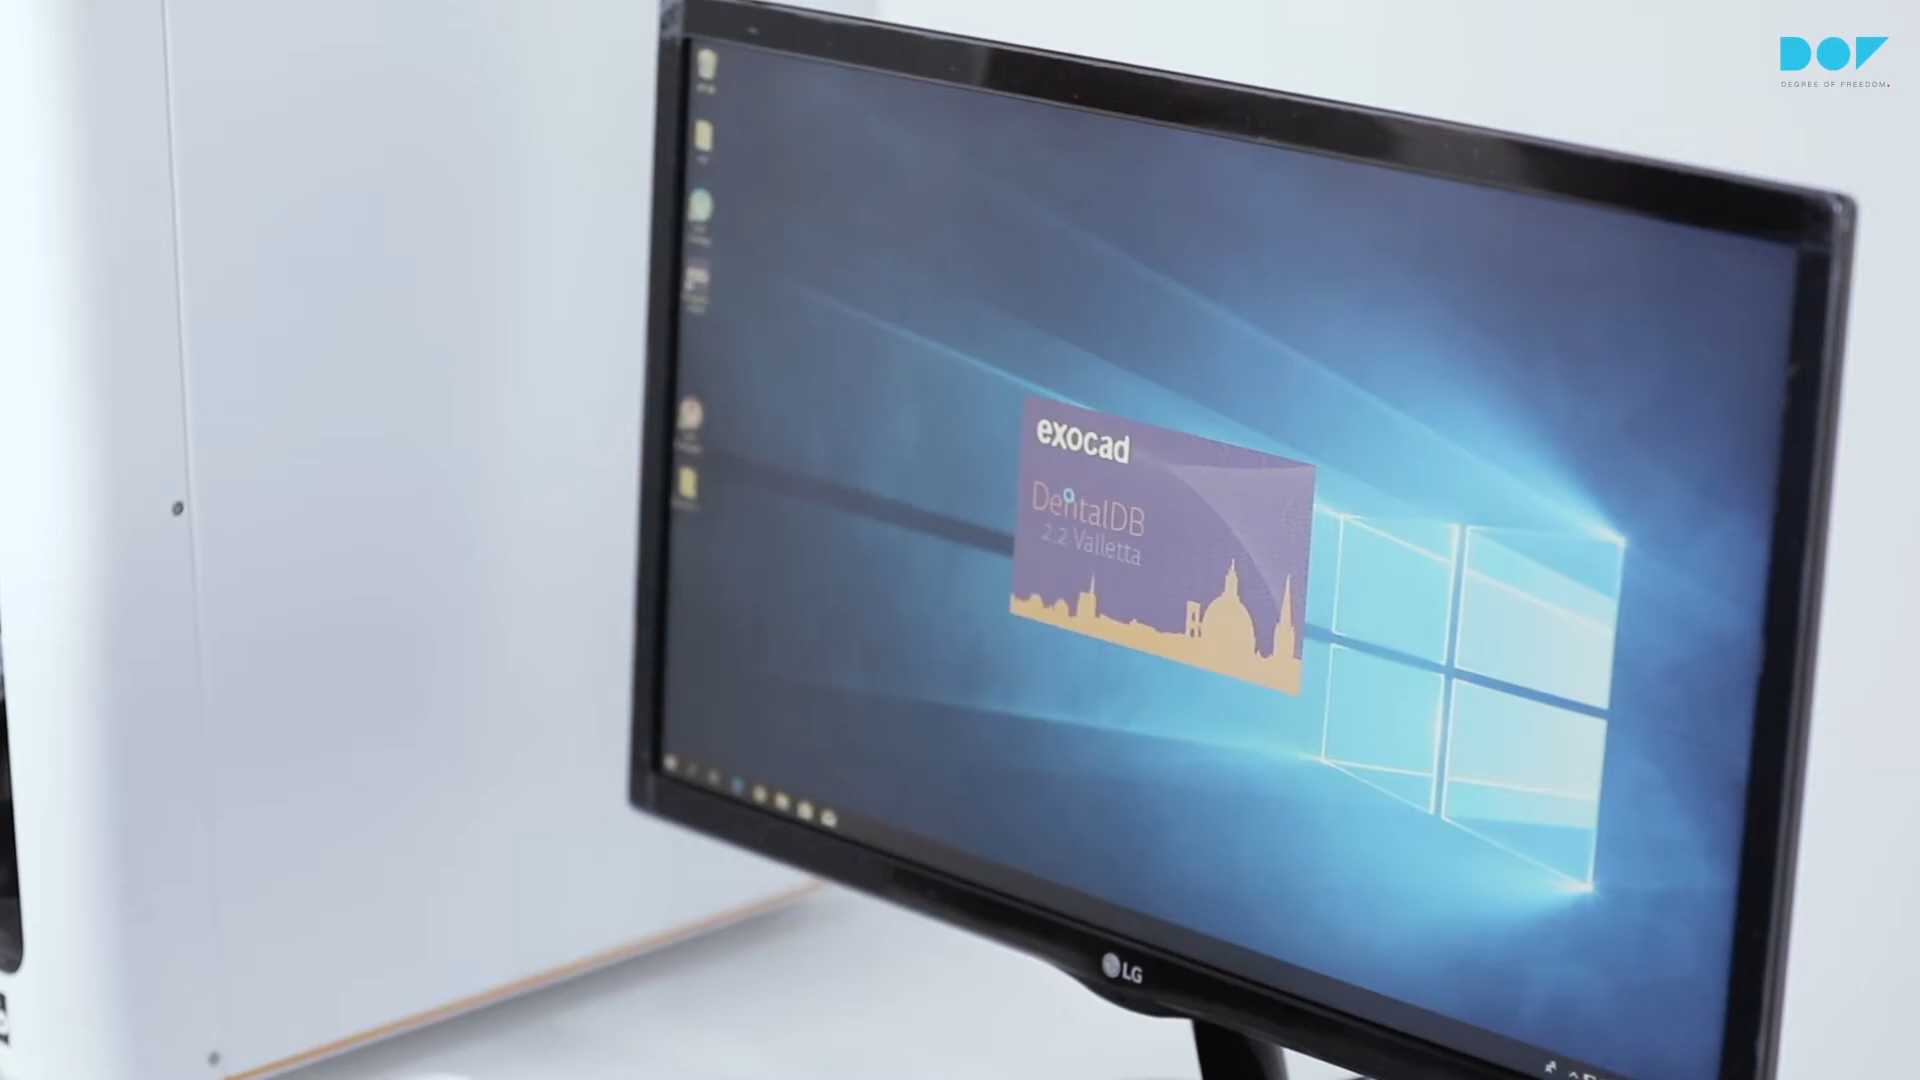 DOF
DEGREE OF FREEDOM.
exocad
DentalDB
2.2 Valletta
LG